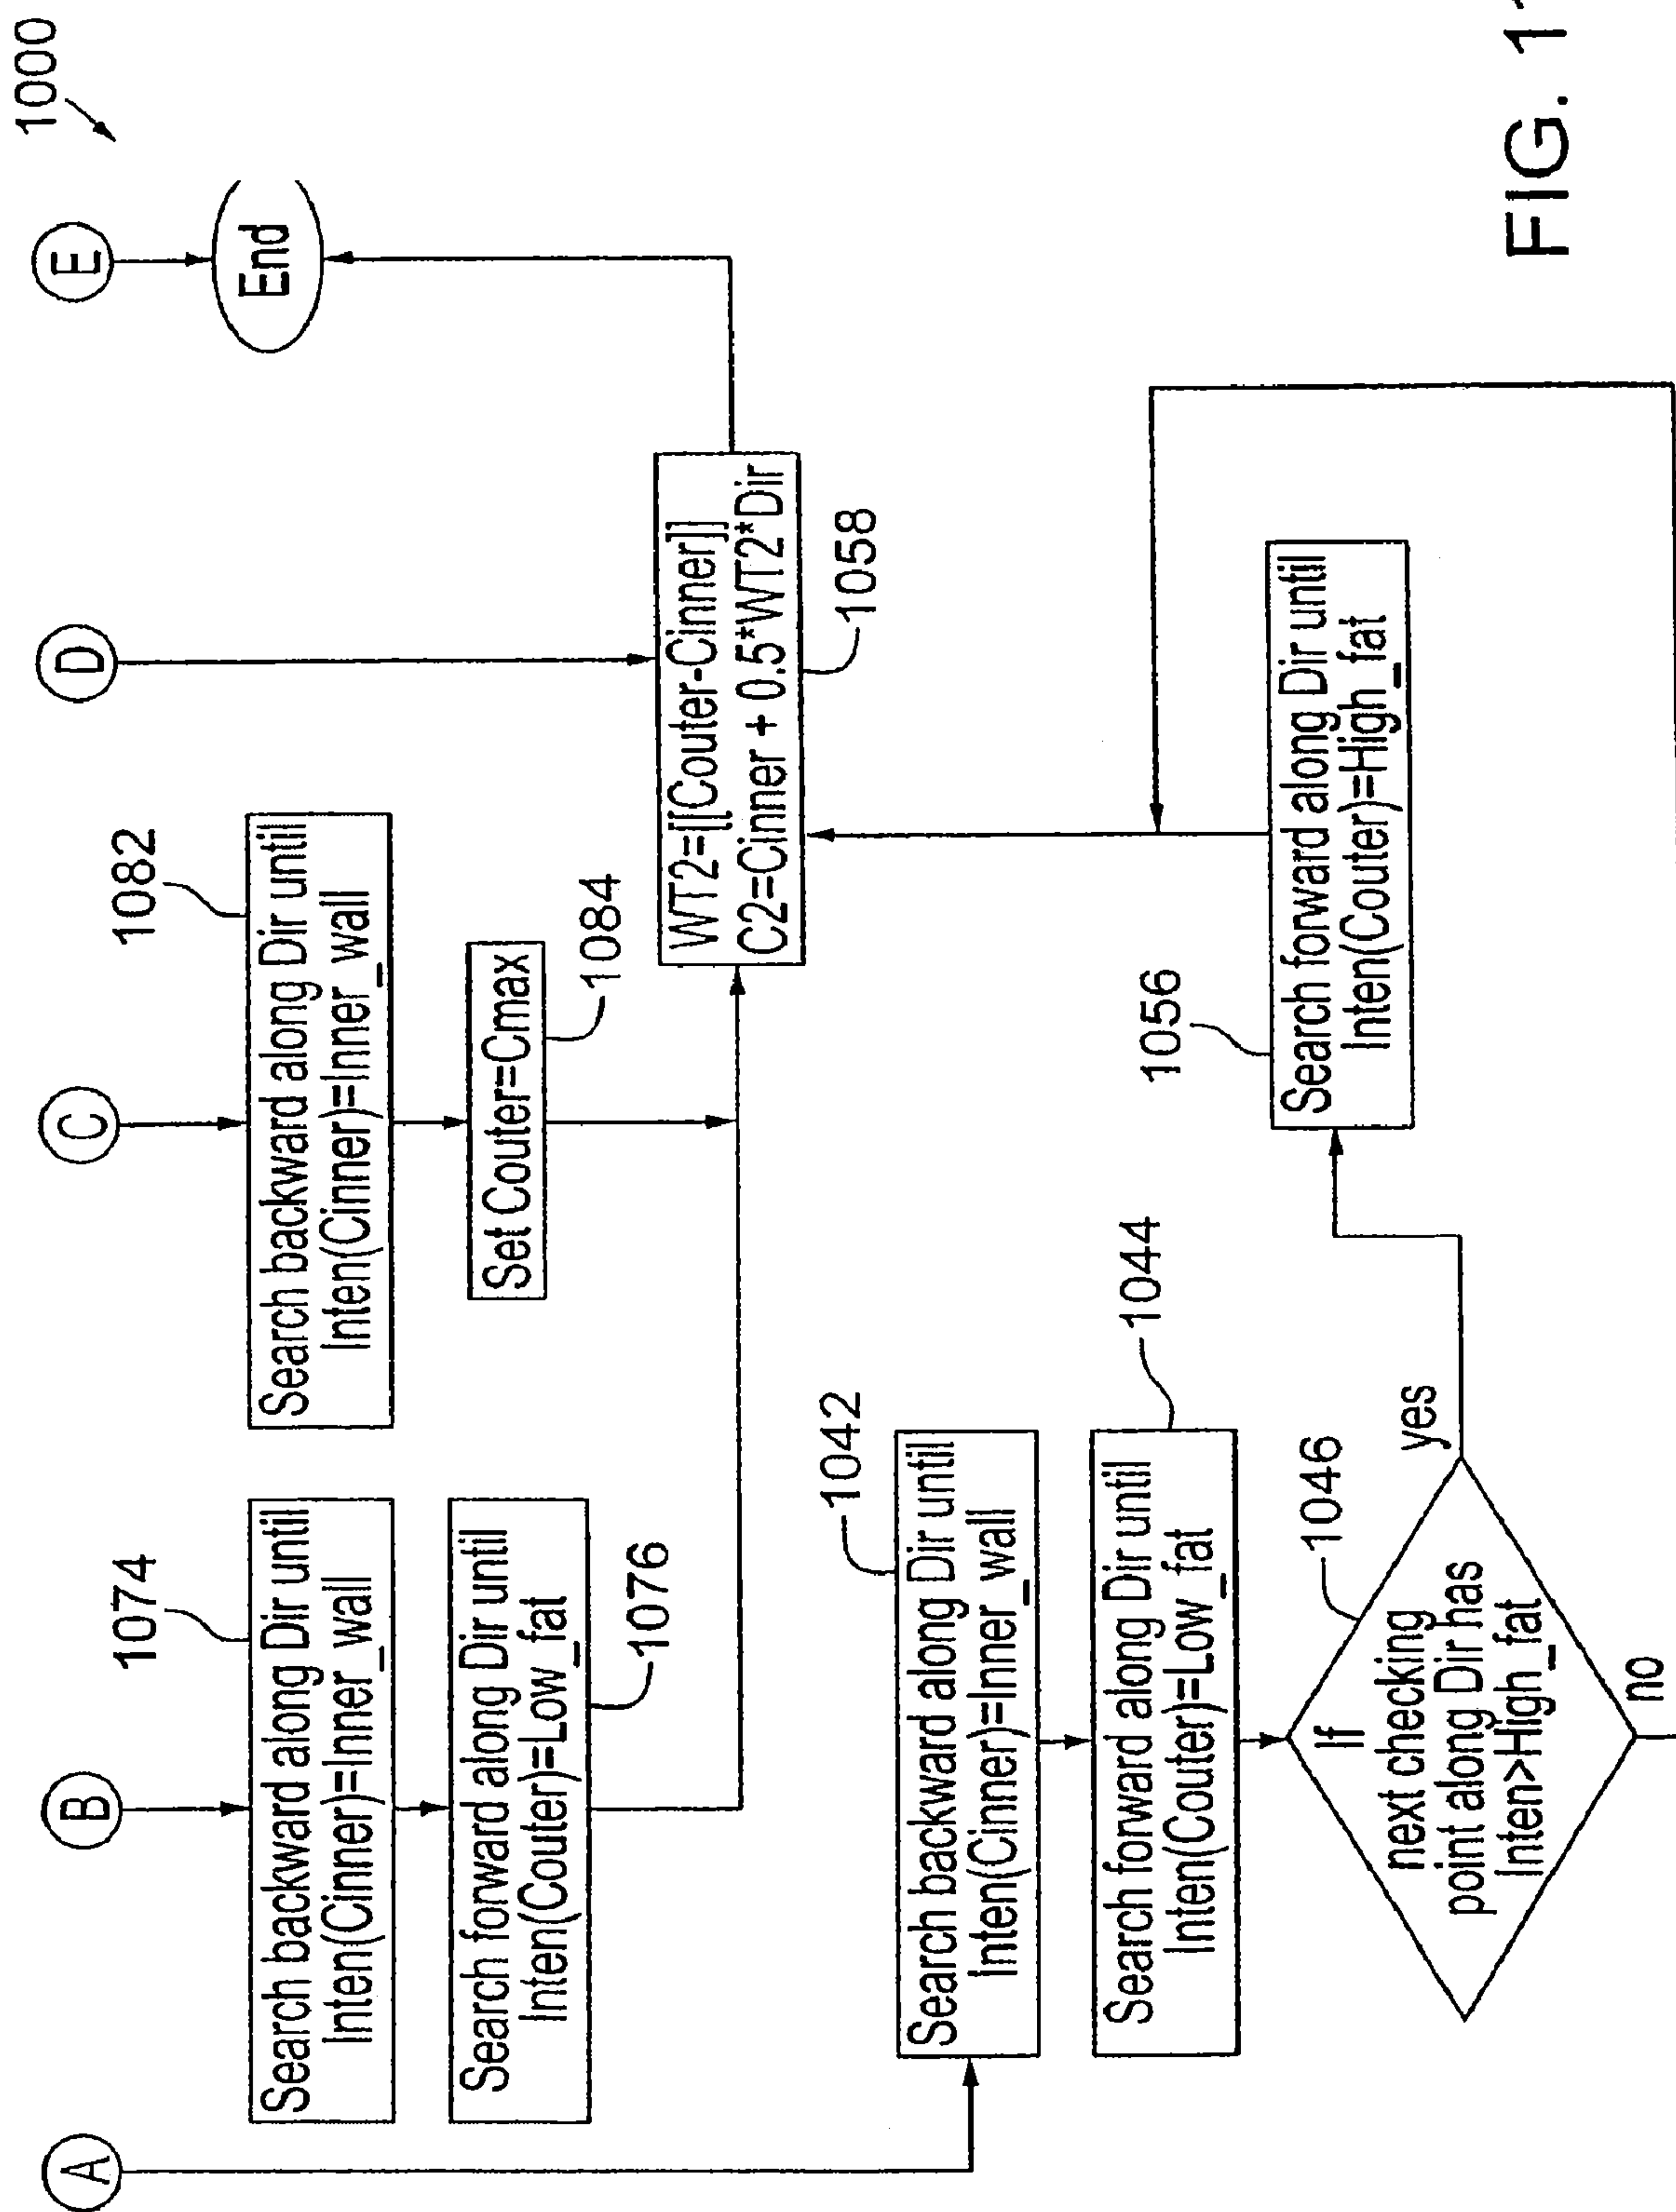 1000
A
B
C
D
E
1074
Search backward along Dir until
Inten(Cinner)=Inner_wall
1082
Search backward along Dir until
Inten(Cinner)=Inner_wall
End
Search forward along Dir until
Inten(Couter)=Low_fat
1076
Set Couter=Cmax
1084
WT2=[[Couter-Cinner]]
C2=Cinner + 0.5*WT2*Dir
1058
1042
Search backward along Dir until
Inten(Cinner)=Inner_wall
Search forward along Dir until
Inten(Couter)=Low_fat
1044
1046
If
next checking
point along Dir has
Inten>High_fat
yes
no
1056
Search forward along Dir until
Inten(Couter)=High_fat
FIG.